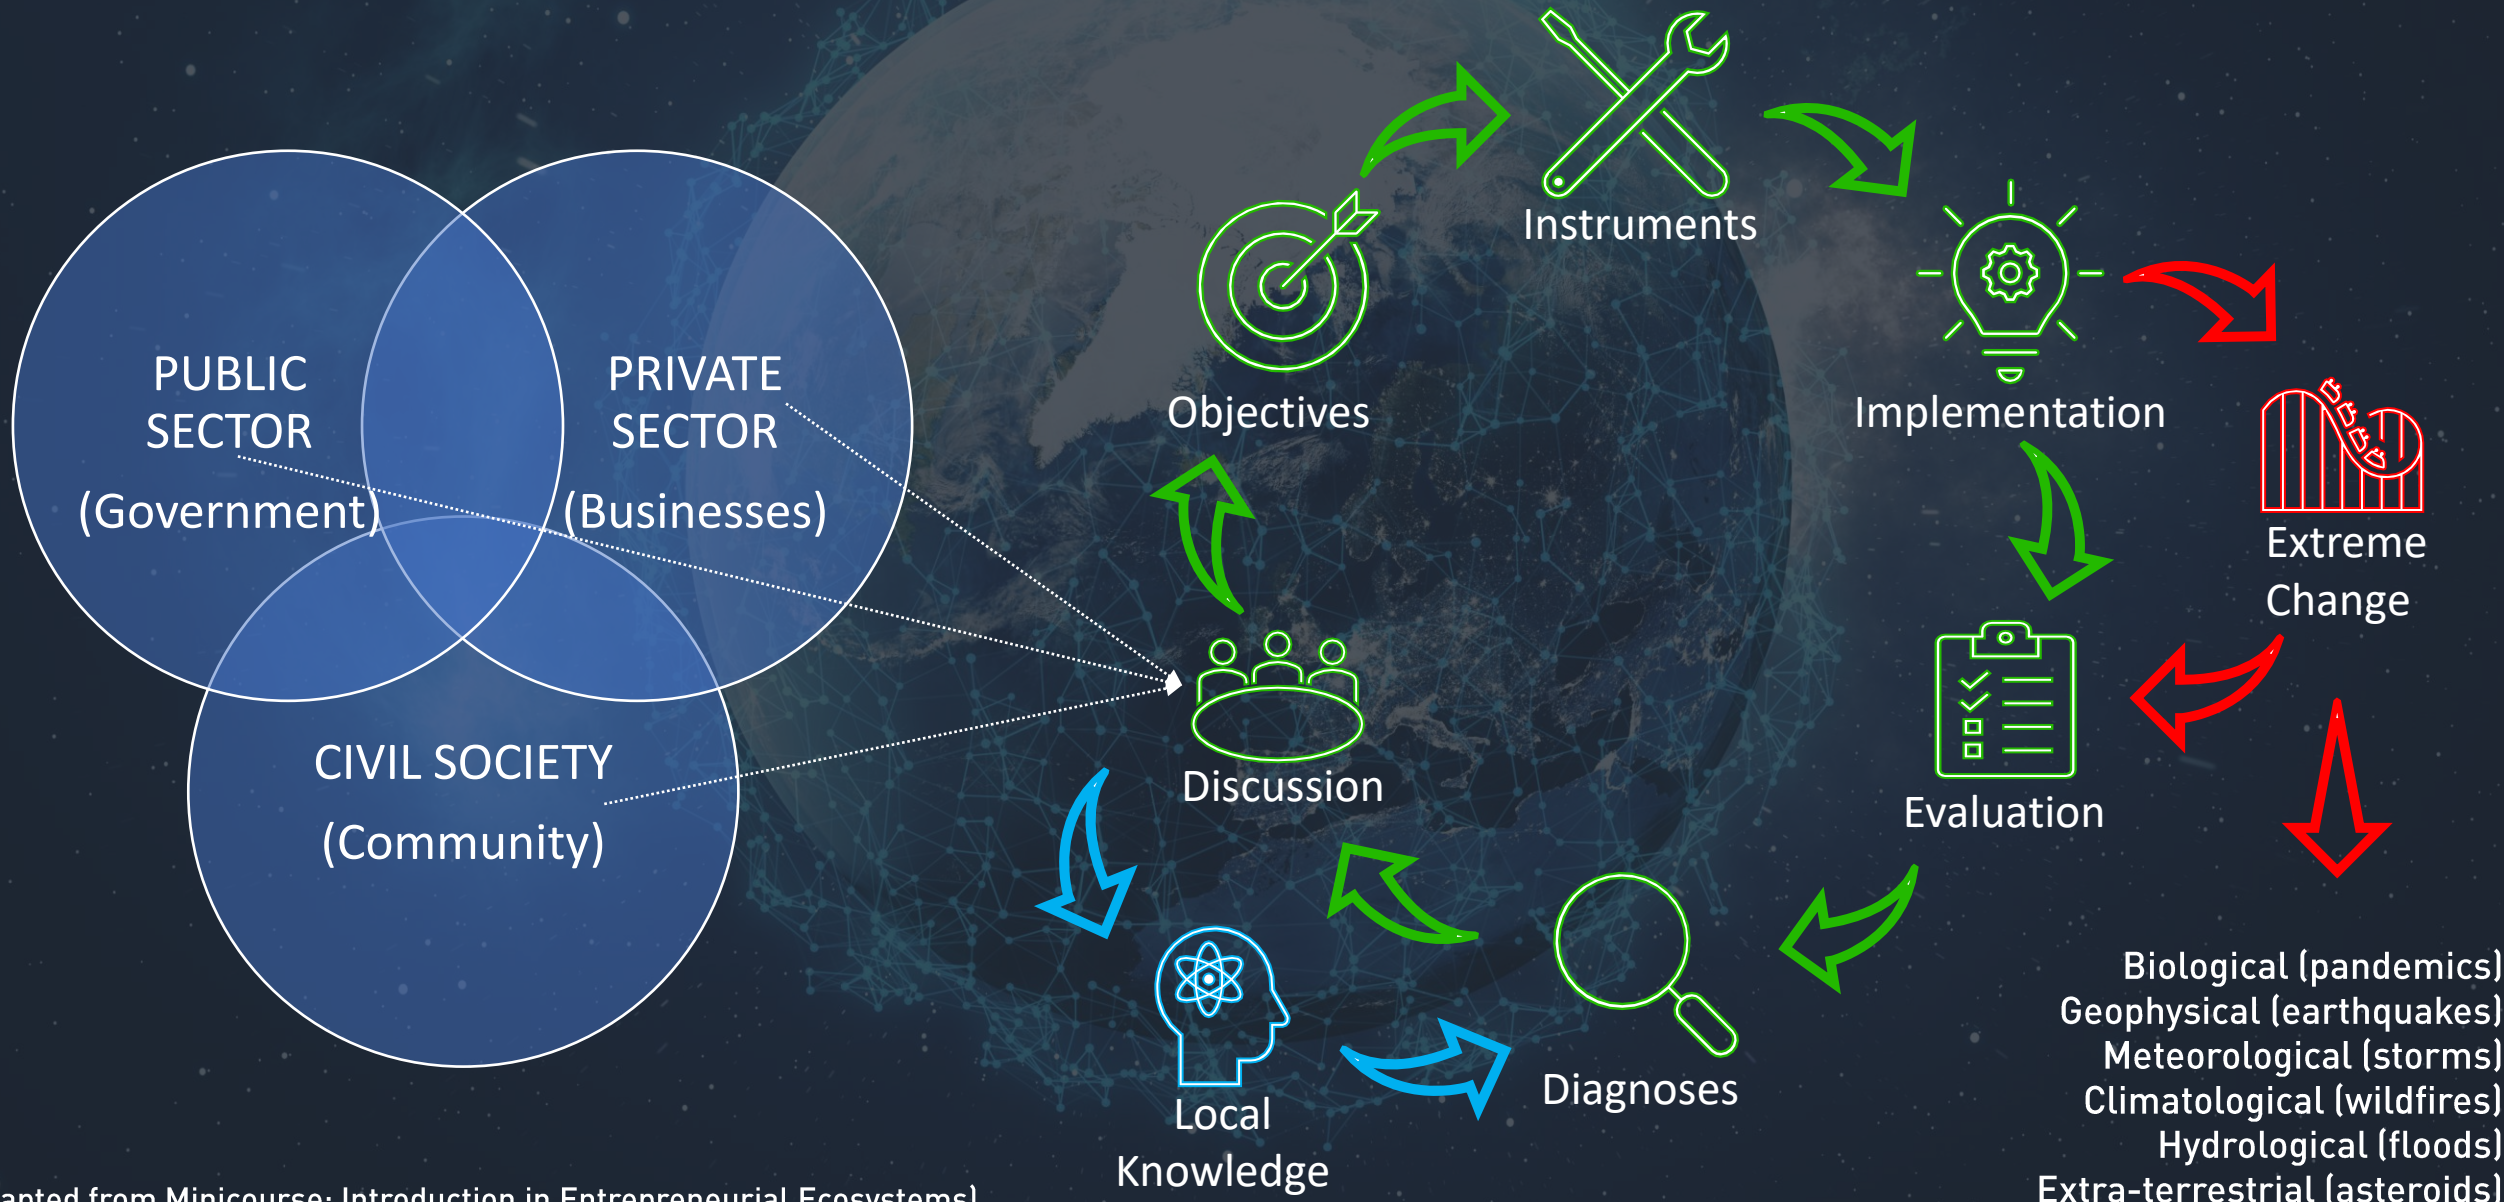 PUBLIC
SECTOR
(Government)
PRIVATE
SECTOR
(Businesses)
CIVIL SOCIETY
(Community)
Instruments
Objectives
Implementation
Extreme
Change
Discussion
Evaluation
Diagnoses
Local
Knowledge
Biological (pandemics)
Geophysical (earthquakes)
Meteorological (storms)
Climatological (wildfires)
Hydrological (floods)
Extra-terrestrial (asteroids)
from Minicourse: Introduction in Entrepreneurial Ecosystems)